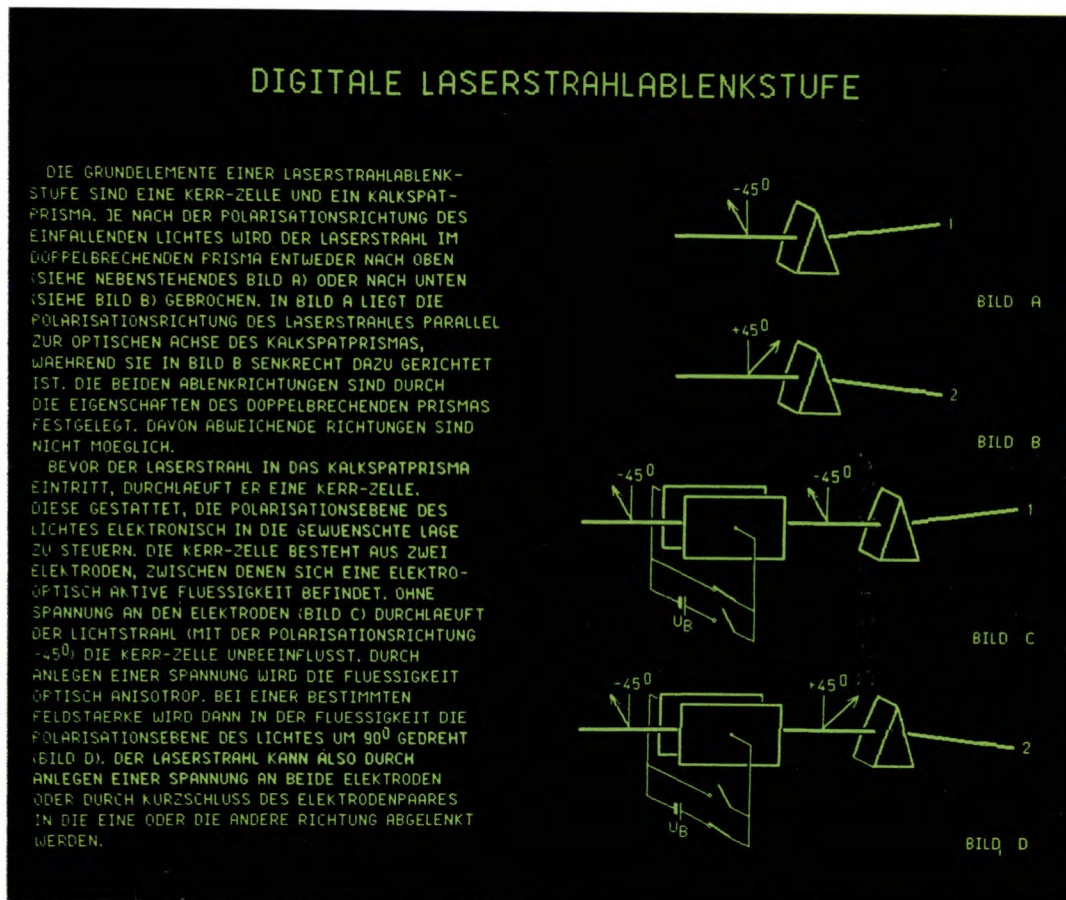 DIGITALE LASERSTRAHLABLENKSTUFE
DIE GRUNDELEMENTE EINER LASERSTRAHLABLENK-
STUFE SIND EINE KERR-ZELLE UND EIN KALKSPAT-
PRISMA. JE NACH DER POLARISATIONSRICHTUNG DES
EINFALLENDEN LICHTES WIRD DER LASERSTRAHL IM
DOPPELBRECHENDEN PRISMA ENTWEDER NACH OBEN
(SIEHE NEBENSTEHENDES BILD A) ODER NACH UNTEN
(SIEHE BILD B) GEBROCHEN. IN BILD A LIEGT DIE
POLARISATIONSRICHTUNG DES LASERSTRAHLES PARALLEL
ZUR OPTISCHEN ACHSE DES KALKSPATPRISMAS,
WAEHREND SIE IN BILD B SENKRECHT DAZU GERICHTET
IST. DIE BEIDEN ABLENKRICHTUNGEN SIND DURCH
DIE EIGENSCHAFTEN DES DOPPELBRECHENDEN PRISMAS
FESTGELEGT. DAVON ABWEICHENDE RICHTUNGEN SIND
NICHT MOEGLICH.
BEVOR DER LASERSTRAHL IN DAS KALKSPATPRISMA
EINTRITT, DURCHLAEUFT ER EINE KERR-ZELLE.
DIESE GESTATTET, DIE POLARISATIONSEBENE DES
LICHTES ELEKTRONISCH IN DIE GEWUENSCHTE LAGE
ZU STEUERN. DIE KERR-ZELLE BESTEHT AUS ZWEI
ELEKTRODEN, ZWISCHEN DENEN SICH EINE ELEKTRO-
OPTISCH AKTIVE FLUESSIGKEIT BEFINDET. OHNE
SPANNUNG AN DEN ELEKTRODEN (BILD C) DURCHLAEUFT
DER LICHTSTRAHL (MIT DER POLARISATIONSRICHTUNG
-45⁰) DIE KERR-ZELLE UNBEEINFLUSST. DURCH
ANLEGEN EINER SPANNUNG WIRD DIE FLUESSIGKEIT
OPTISCH ANISOTROP. BEI EINER BESTIMMTEN
FELDSTAERKE WIRD DANN IN DER FLUESSIGKEIT DIE
POLARISATIONSEBENE DES LICHTES UM 90⁰ GEDREHT
(BILD D). DER LASERSTRAHL KANN ALSO DURCH
ANLEGEN EINER SPANNUNG AN BEIDE ELEKTRODEN
ODER DURCH KURZSCHLUSS DES ELEKTRODENPAARES
IN DIE EINE ODER DIE ANDERE RICHTUNG ABGELENKT
WERDEN.
-45⁰
1
BILD A
+45⁰
2
BILD B
-45⁰ -45⁰
1
UB
BILD C
-45⁰ +45⁰
2
UB
BILD D